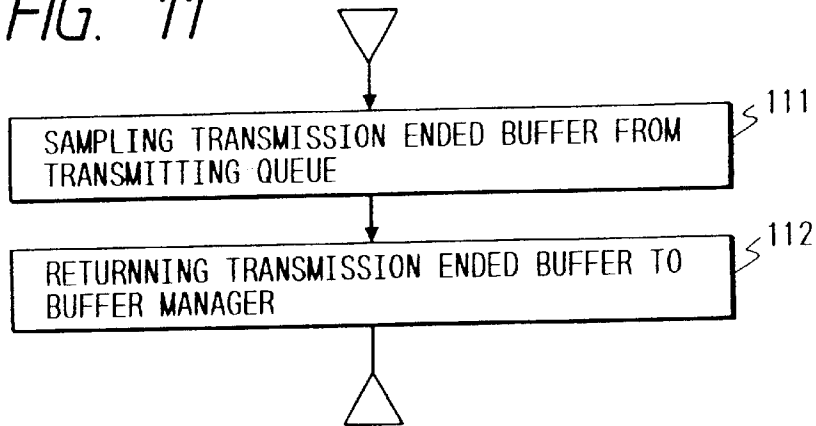 FIG. 11
111
SAMPLING TRANSMISSION ENDED BUFFER FROM
TRANSMITTING QUEUE
112
RETURNNING TRANSMISSION ENDED BUFFER TO
BUFFER MANAGER